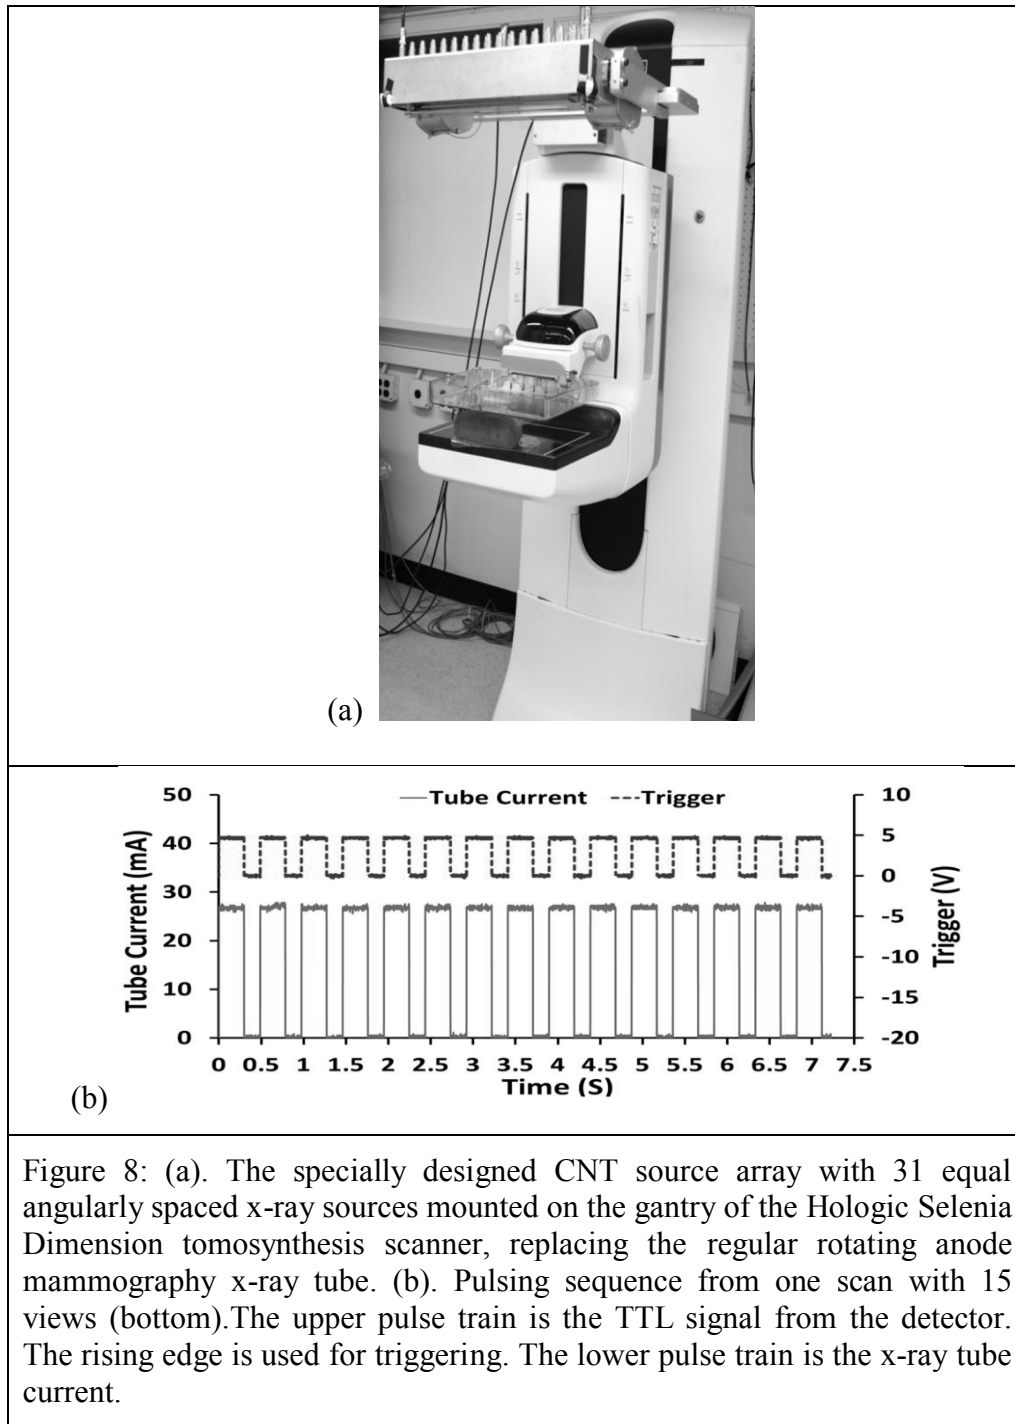 (a)
50
40
30
20
10
0
Tube Current (mA)
Tube Current
Trigger
10
5
0
-5
-10
-15
-20
Trigger (V)
0 0.5 1 1.5 2 2.5 3 3.5 4 4.5 5 5.5 6 6.5 7 7.5
Time (S)
(b)
Figure 8: (a). The specially designed CNT source array with 31 equal
angularly spaced x-ray sources mounted on the gantry of the Hologic Selenia
Dimension tomosynthesis scanner, replacing the regular rotating anode
mammography x-ray tube. (b). Pulsing sequence from one scan with 15
views (bottom).The upper pulse train is the TTL signal from the detector.
The rising edge is used for triggering. The lower pulse train is the x-ray tube
current.